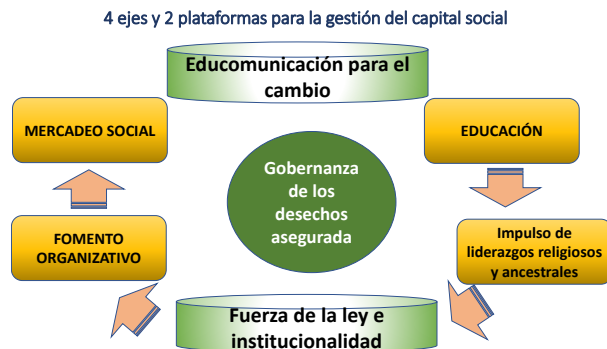 4 ejes y 2 plataformas para la gestión del capital social
Educomunicación para el
cambio
MERCADEO SOCIAL
EDUCACIÓN
Gobernanza
de los
desechos
asegurada
FOMENTO
ORGANIZATIVO
Impulso de
liderazgos religiosos
y ancestrales
Fuerza de la ley e
institucionalidad